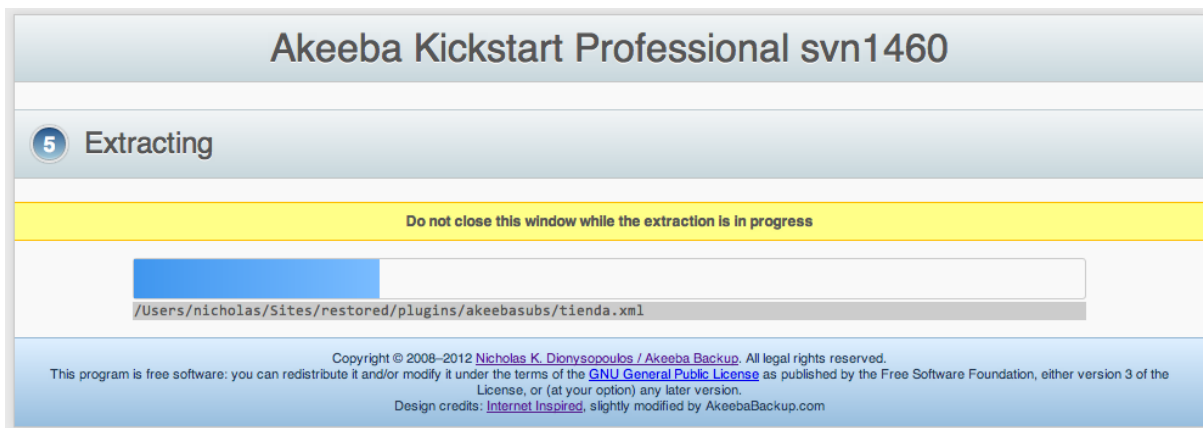 Akeeba Kickstart Professional svn1460
5 Extracting
Do not close this window while the extraction is in progress
/Users/nicholas/Sites/restored/plugins/akeebasubs/tienda.xml
Copyright © 2008–2012 Nicholas K. Dionysopoulos / Akeeba Backup. All legal rights reserved.
This program is free software: you can redistribute it and/or modify it under the terms of the GNU General Public License as published by the Free Software Foundation, either version 3 of the
License, or (at your option) any later version.
Design credits: Internet Inspired, slightly modified by AkeebaBackup.com